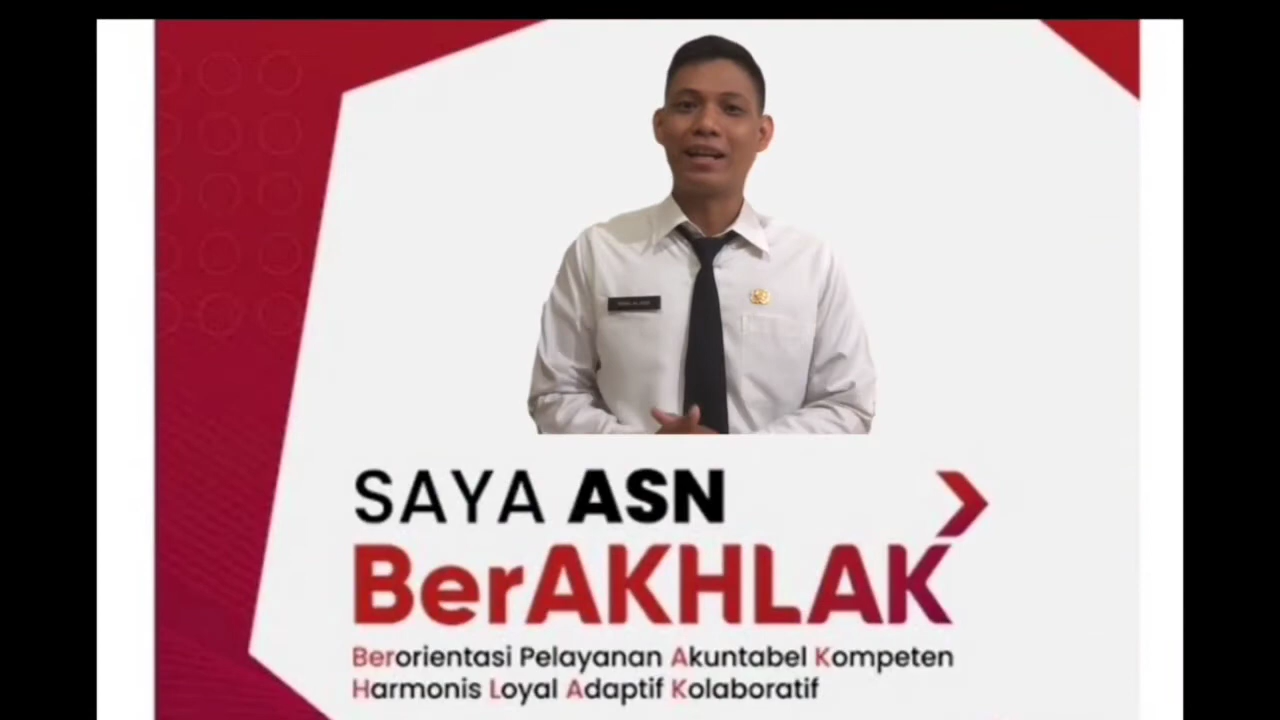 SAYA ASN
BerAKHLAK
Berorientasi Pelayanan Akuntabel Kompeten
Harmonis Loyal Adaptif Kolaboratif